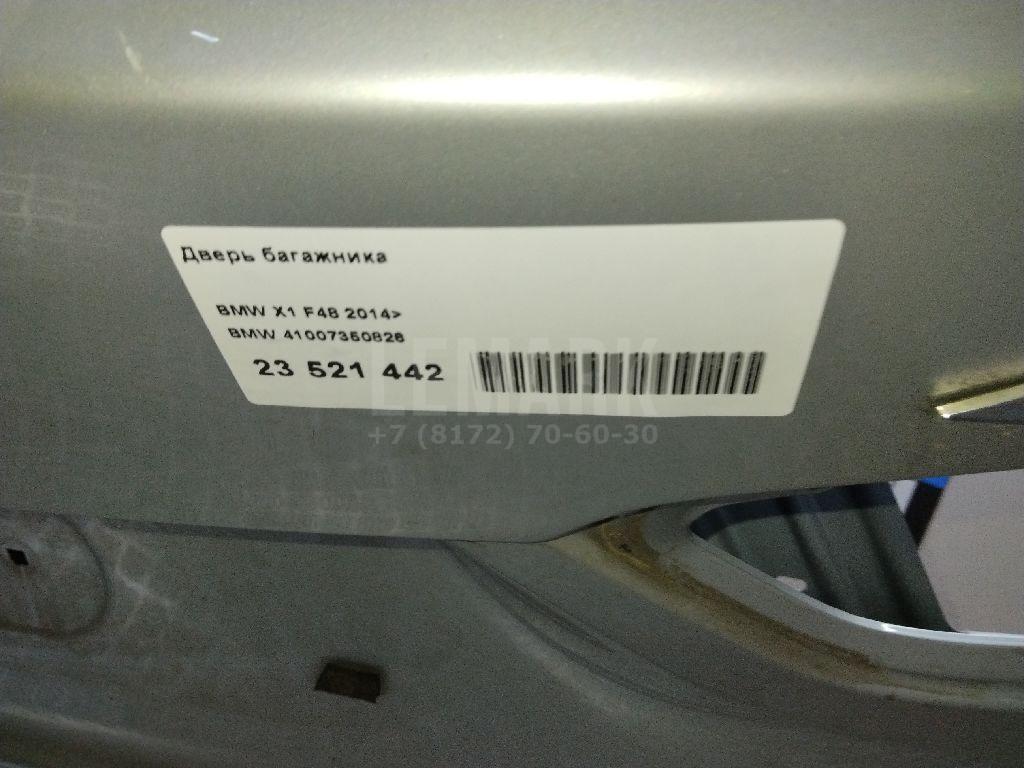 Дверь багажника
BMW X1 F48 2014>
BMW 41007350826
23 521 442
LEMARK
+7 (8172) 70-60-30